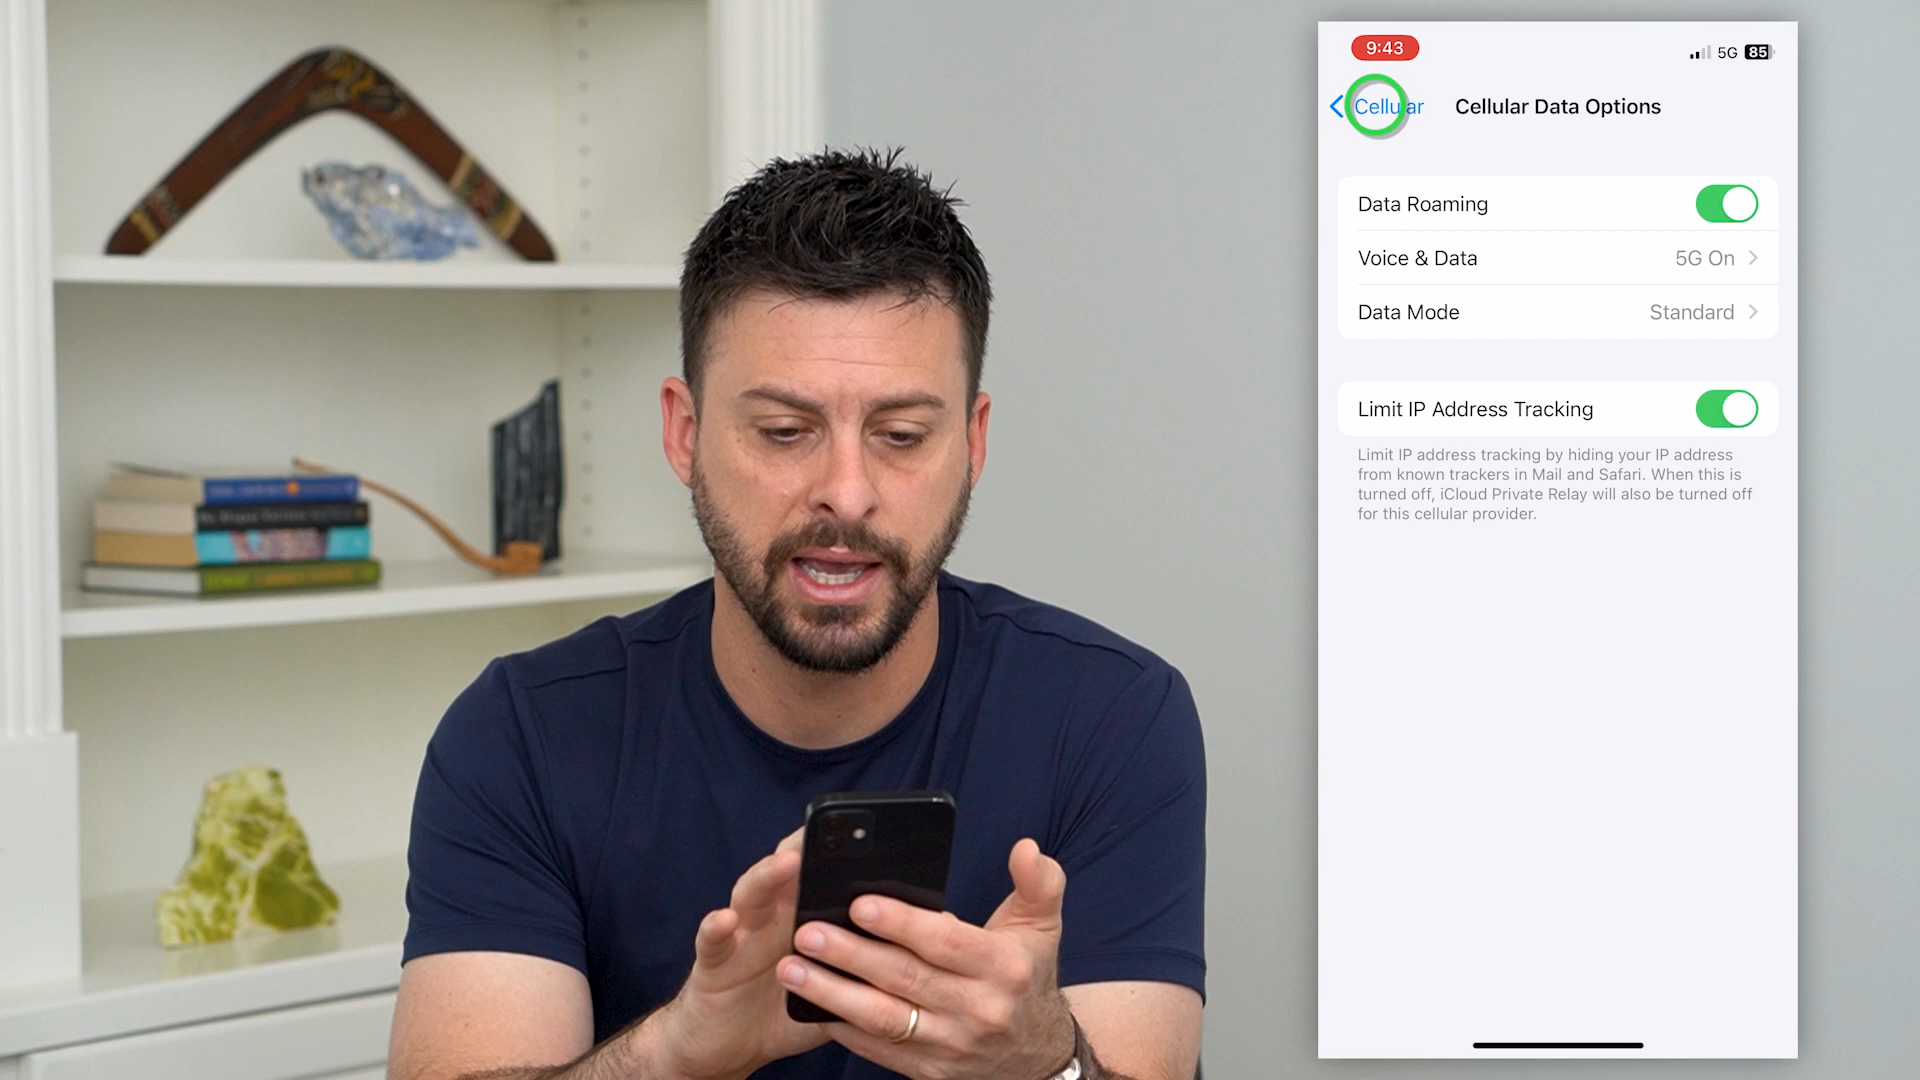 9:43
5G 85
Cellular Cellular Data Options
Data Roaming
Voice & Data 5G On
Data Mode Standard
Limit IP Address Tracking
Limit IP address tracking by hiding your IP address
from known trackers in Mail and Safari. When this is
turned off, iCloud Private Relay will also be turned off
for this cellular provider.